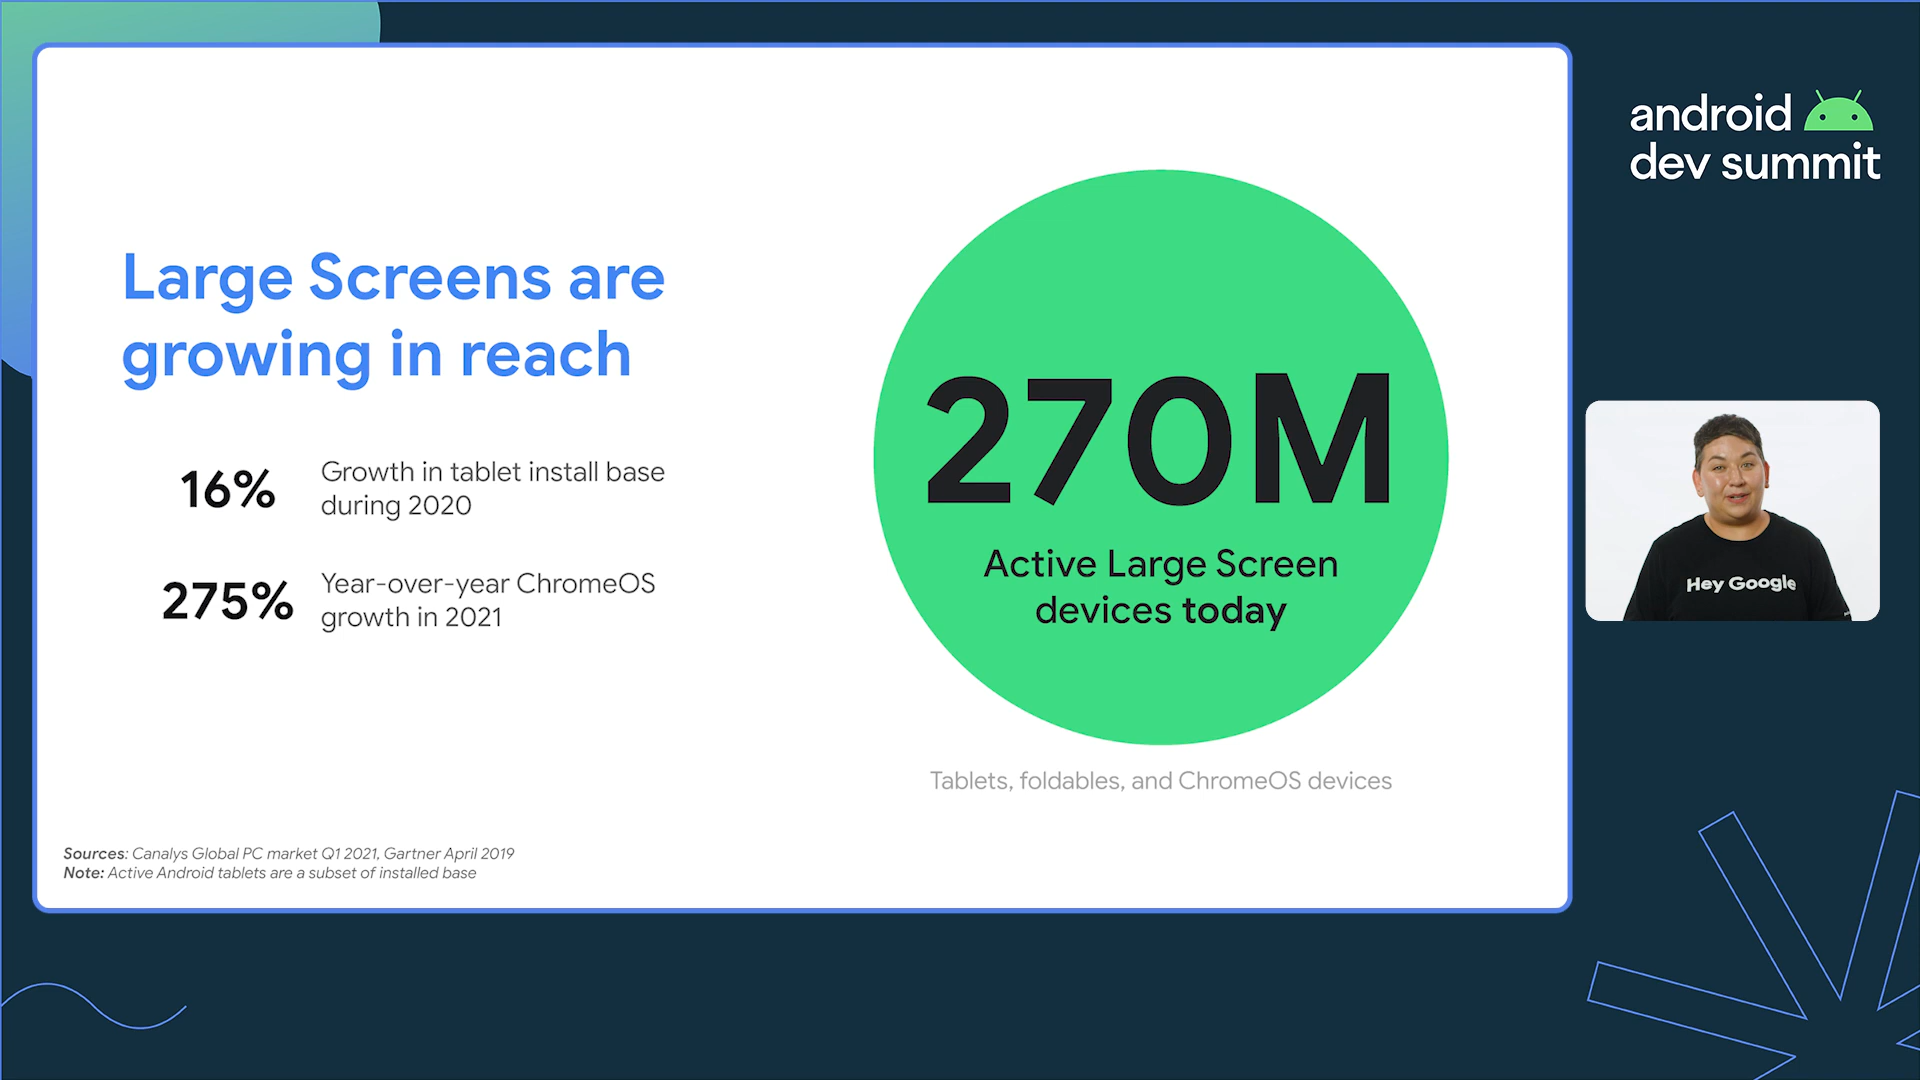 android
dev summit
Large Screens are
growing in reach
16%
Growth in tablet install base
during 2020
275%
Year-over-year ChromeOS
growth in 2021
270M
Active Large Screen
devices today
Tablets, foldables, and ChromeOS devices
Hey Google
Sources: Canalys Global PC market Q1 2021, Gartner April 2019
Note: Active Android tablets are a subset of installed base